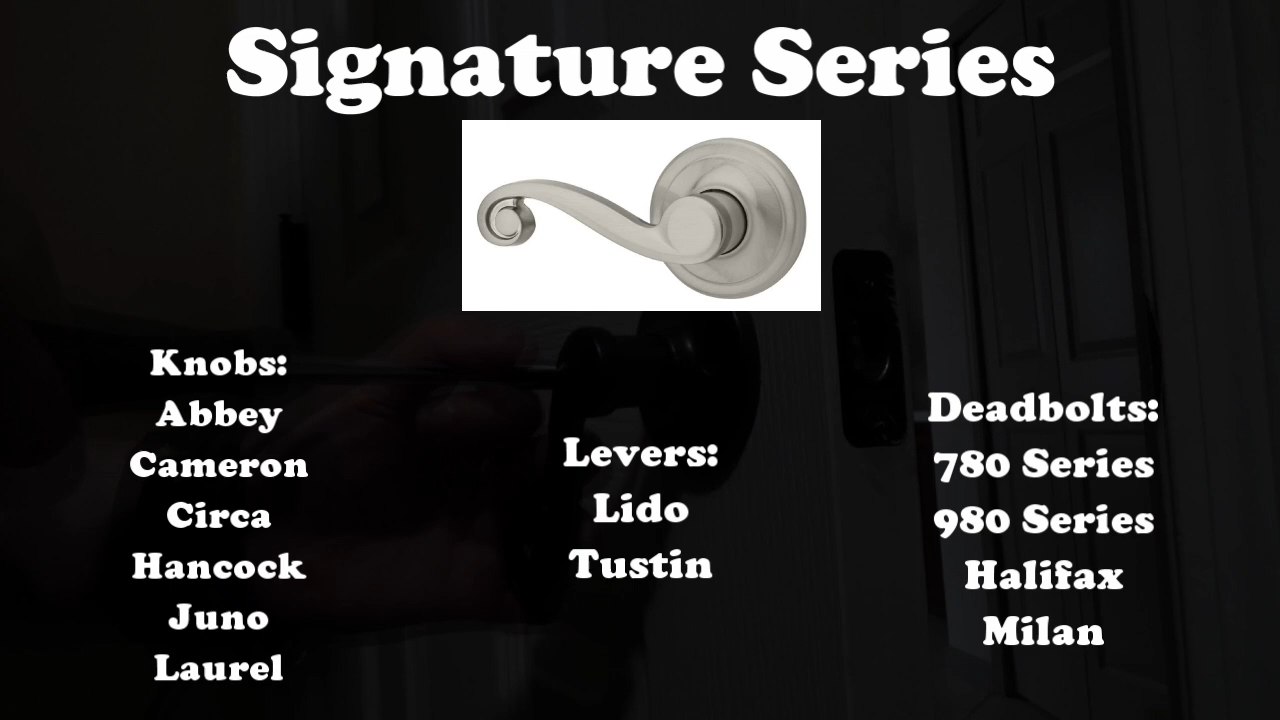 Signature Series
Knobs:
Abbey
Cameron
Circa
Hancock
Juno
Laurel
Levers:
Lido
Tustin
Deadbolts:
780 Series
980 Series
Halifax
Milan